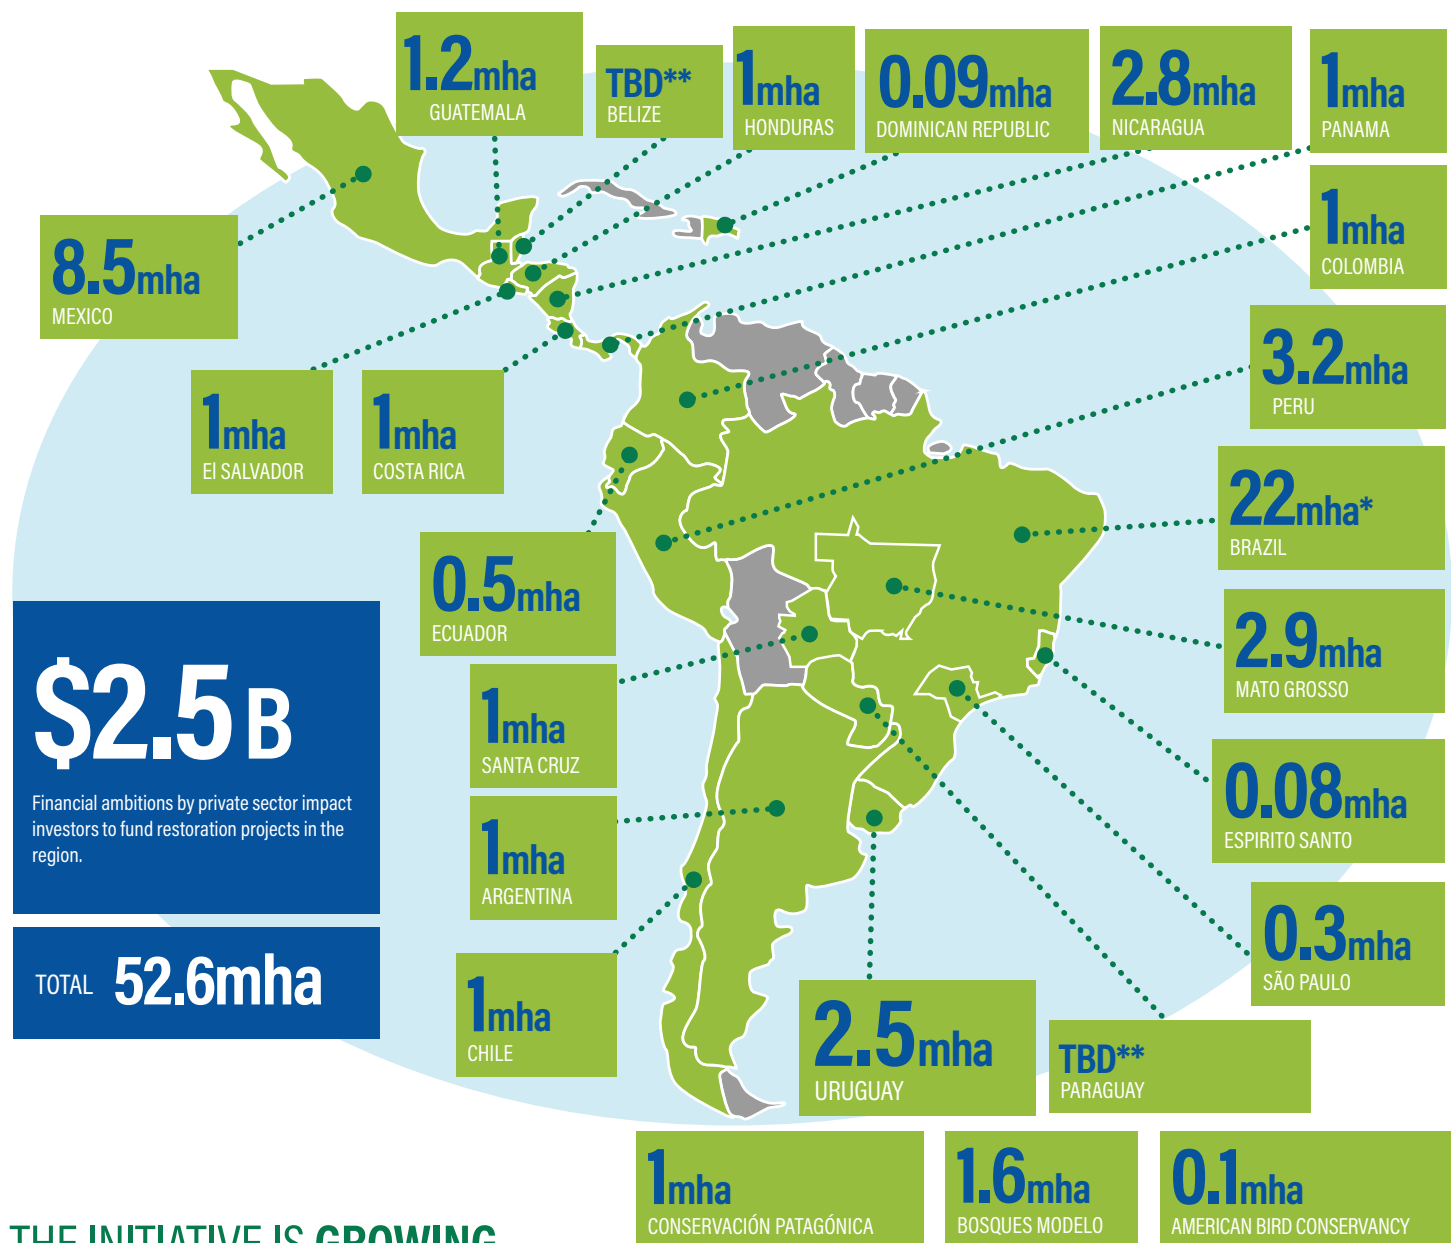 1.2mha
GUATEMALA
TBD**
BELIZE
1mha
HONDURAS
0.09mha
DOMINICAN REPUBLIC
2.8mha
NICARAGUA
1mha
PANAMA
1mha
COLOMBIA
8.5mha
MEXICO
3.2mha
PERU
1mha
El SALVADOR
1mha
COSTA RICA
22mha*
BRAZIL
0.5mha
ECUADOR
2.9mha
MATO GROSSO
$2.5 B
Financial ambitions by private sector impact
investors to fund restoration projects in the
region.
1mha
SANTA CRUZ
0.08mha
ESPIRITO SANTO
1mha
ARGENTINA
0.3mha
SÃO PAULO
TOTAL 52.6mha
1mha
CHILE
2.5mha
URUGUAY
TBD**
PARAGUAY
1mha
CONSERVACIÓN PATAGÓNICA
1.6mha
BOSQUES MODELO
0.1mha
AMERICAN BIRD CONSERVANCY
THE INITIATIVE IS GROWING